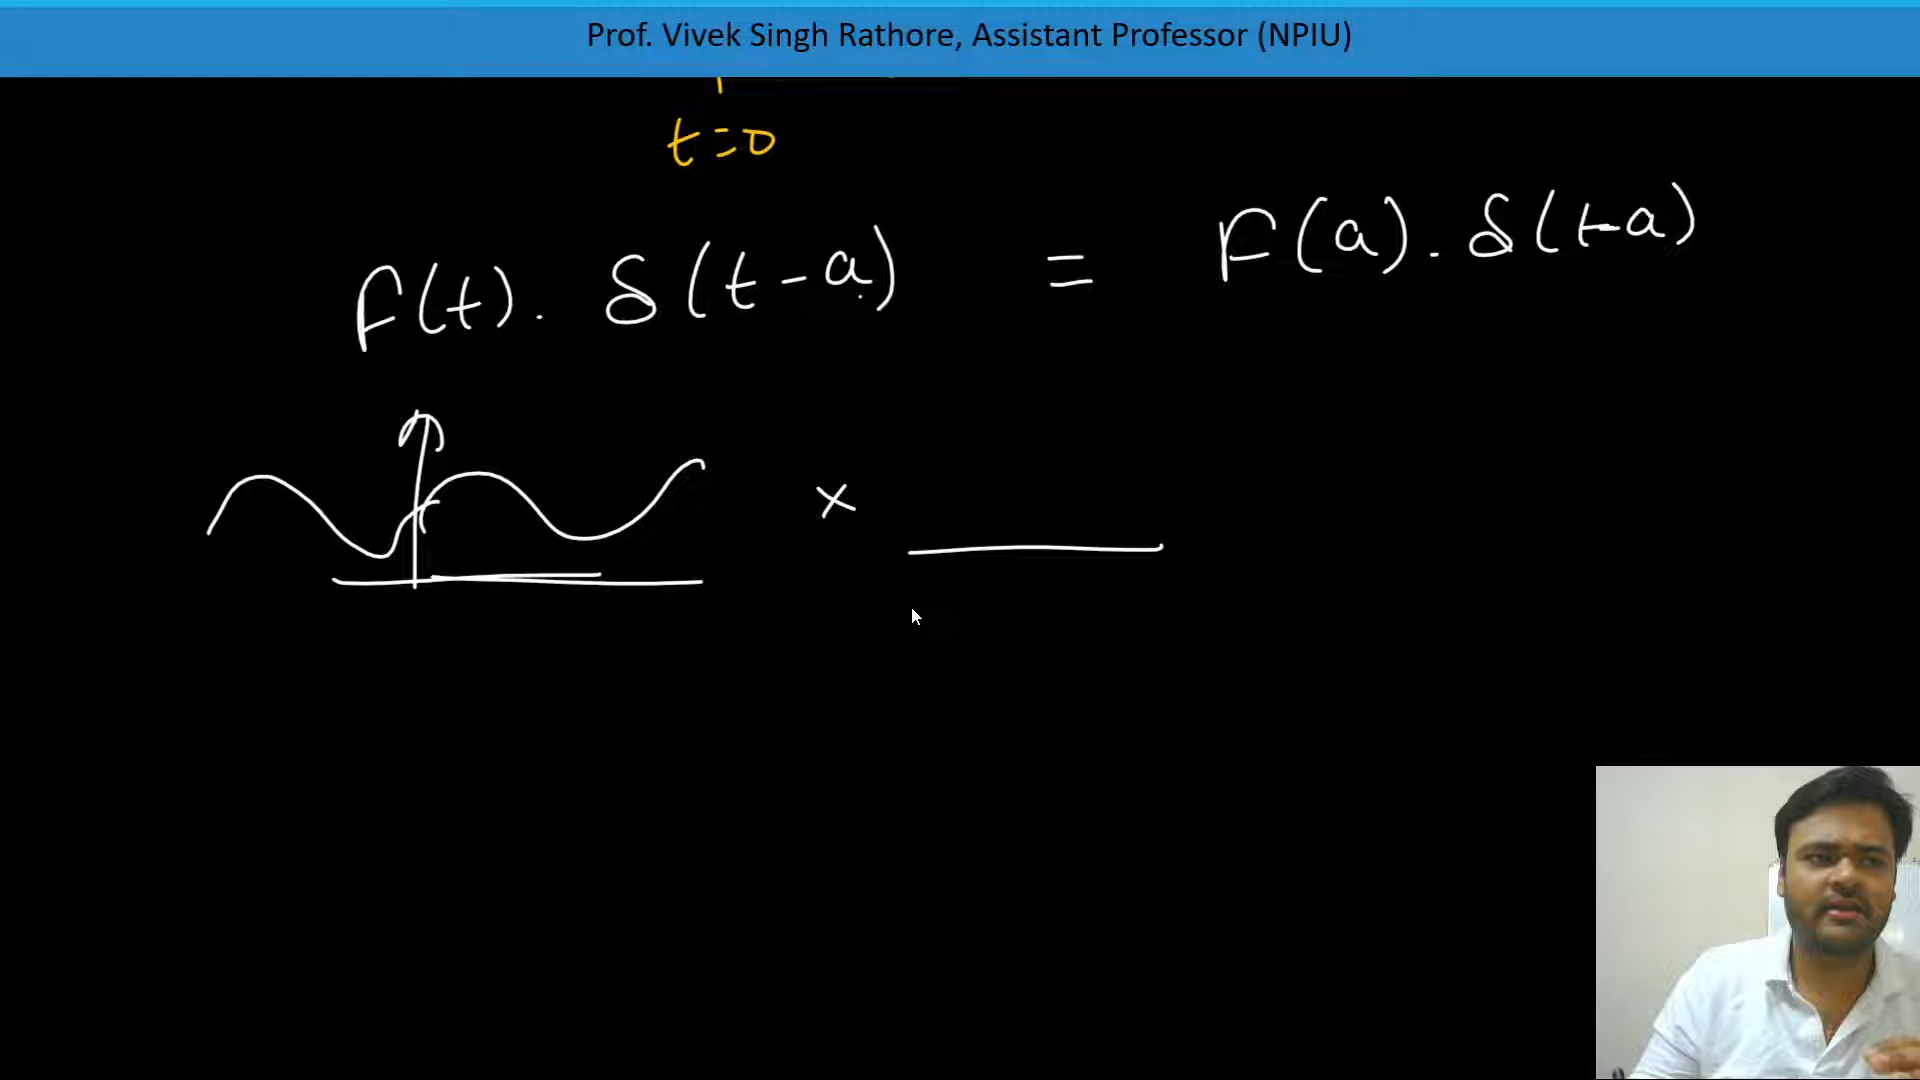 Prof. Vivek Singh Rathore, Assistant Professor (NPIU)
t=0
F(t). δ(t-a) = F(a). δ(t-a)
×